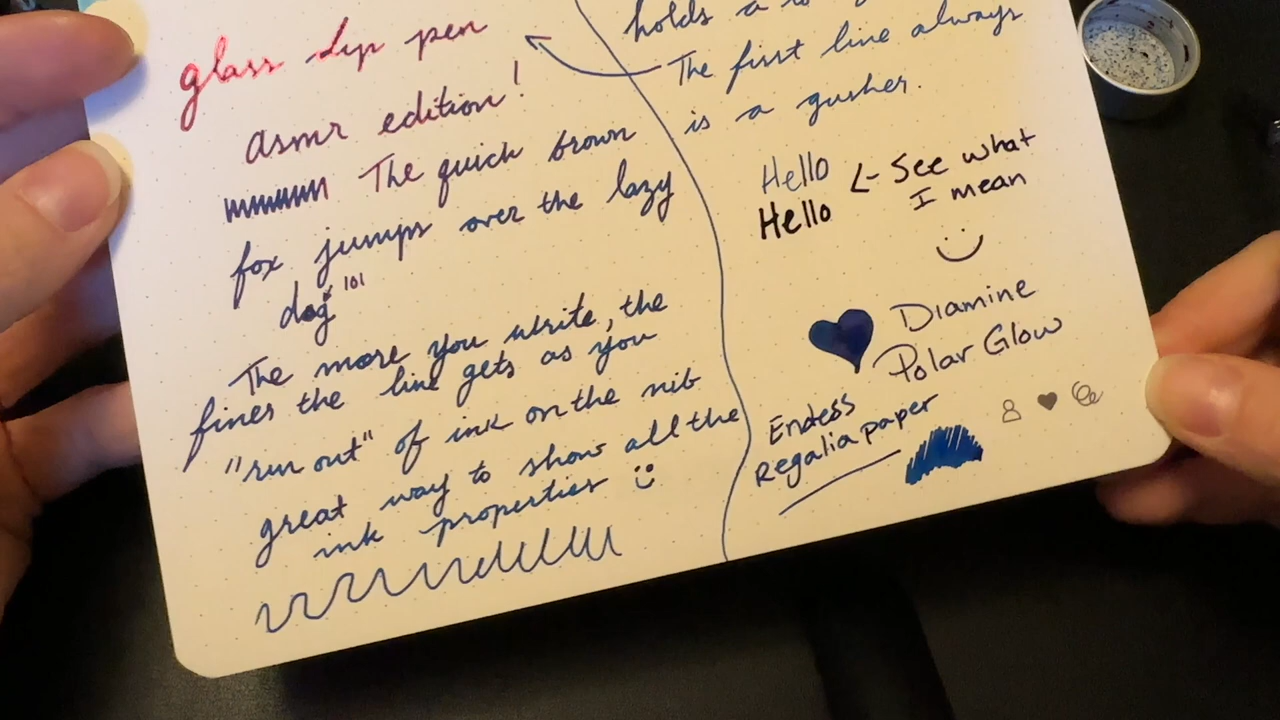 glass dip pen
asmr edition!
The quick brown
fox jumps over the lazy
dog 101
The more you write, the
finer the line gets as you
"run out" of ink on the nib
great way to show all the
ink properties
holds a
The first line always
is a gusher.
Hello <- See what
Hello I mean
Diamine
Polar Glow
Endless
Regalia paper